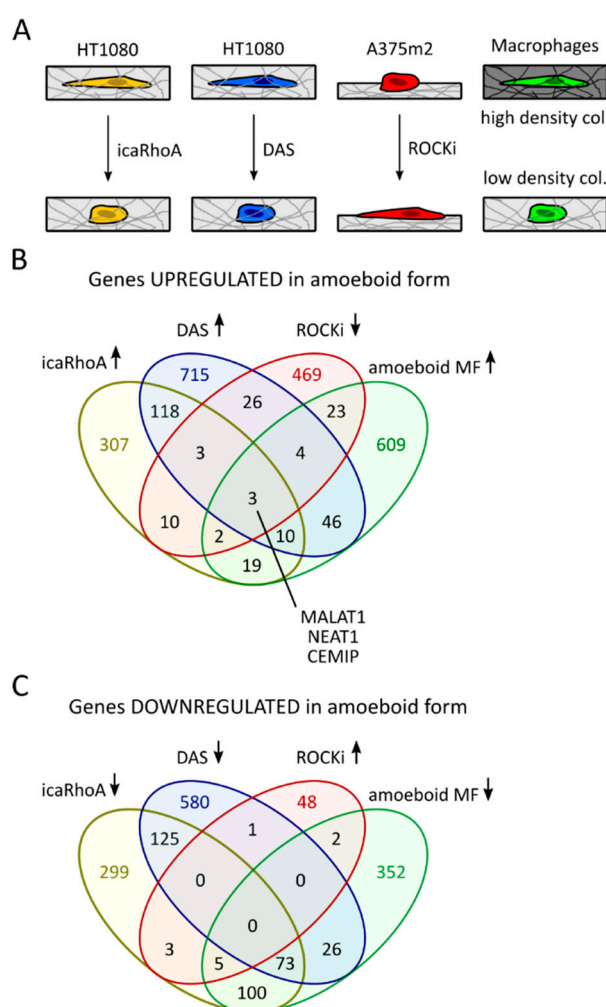 A
HT1080
HT1080
A375m2
Macrophages
high density col.
icaRhoA
DAS
ROCKi
low density col.
B
Genes UPREGULATED in amoeboid form
DAS
ROCKi
icaRhoA
amoeboid MF
715
469
118
26
23
307
3
4
609
3
10
2
10
46
19
MALAT1
NEAT1
CEMIP
C
Genes DOWNREGULATED in amoeboid form
DAS
ROCKi
icaRhoA
amoeboid MF
580
48
125
1
2
299
0
0
352
0
3
5
73
26
100